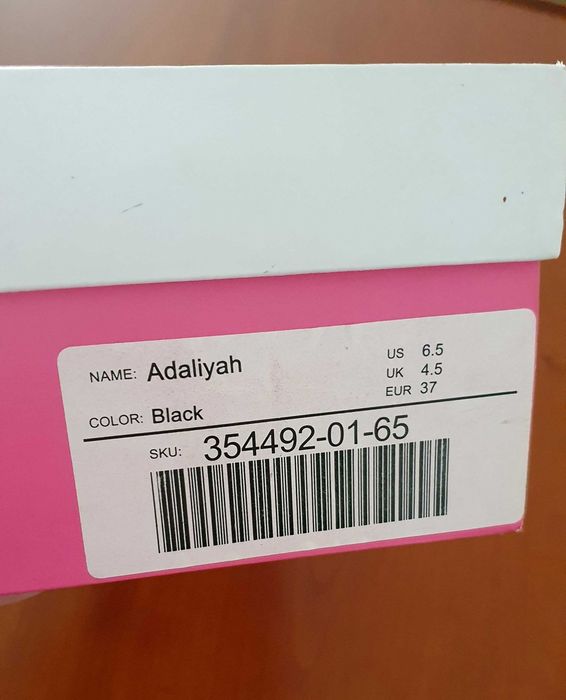 NAME: Adaliyah
US 6.5
UK 4.5
EUR 37
COLOR: Black
SKU: 354492-01-65